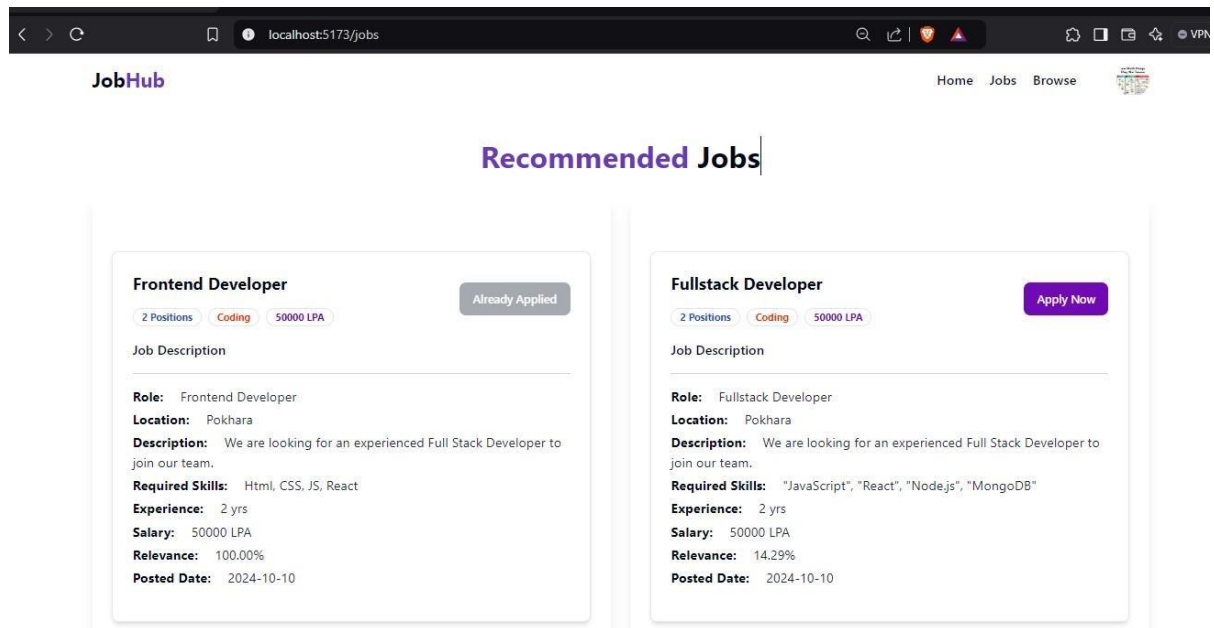 localhost:5173/jobs
VPN
JobHub
Home Jobs Browse
Recommended Jobs
Frontend Developer
Already Applied
2 Positions Coding 50000 LPA
Job Description
Role: Frontend Developer
Location: Pokhara
Description: We are looking for an experienced Full Stack Developer to
join our team.
Required Skills: Html, CSS, JS, React
Experience: 2 yrs
Salary: 50000 LPA
Relevance: 100.00%
Posted Date: 2024-10-10
Fullstack Developer
Apply Now
2 Positions Coding 50000 LPA
Job Description
Role: Fullstack Developer
Location: Pokhara
Description: We are looking for an experienced Full Stack Developer to
join our team.
Required Skills: "JavaScript", "React", "Node.js", "MongoDB"
Experience: 2 yrs
Salary: 50000 LPA
Relevance: 14.29%
Posted Date: 2024-10-10